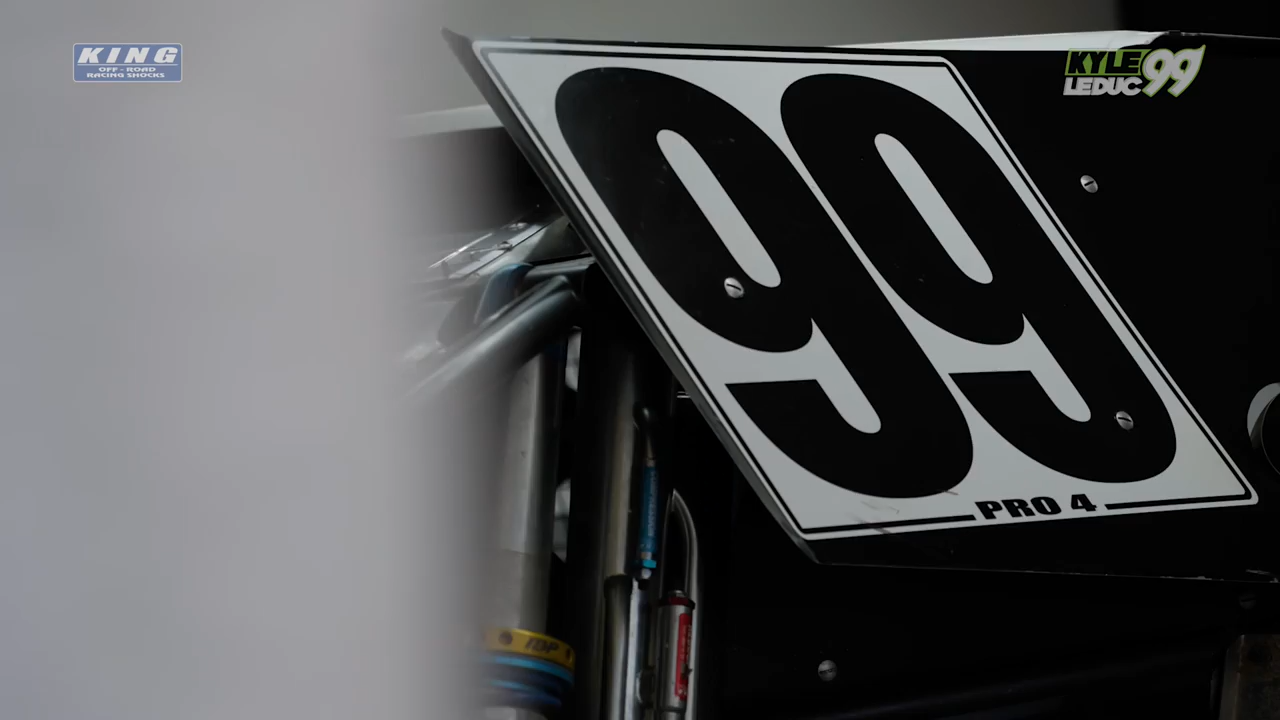 KING
OFF-ROAD
RACING SHOCKS
KYLE
LEDUC 99
99
PRO 4